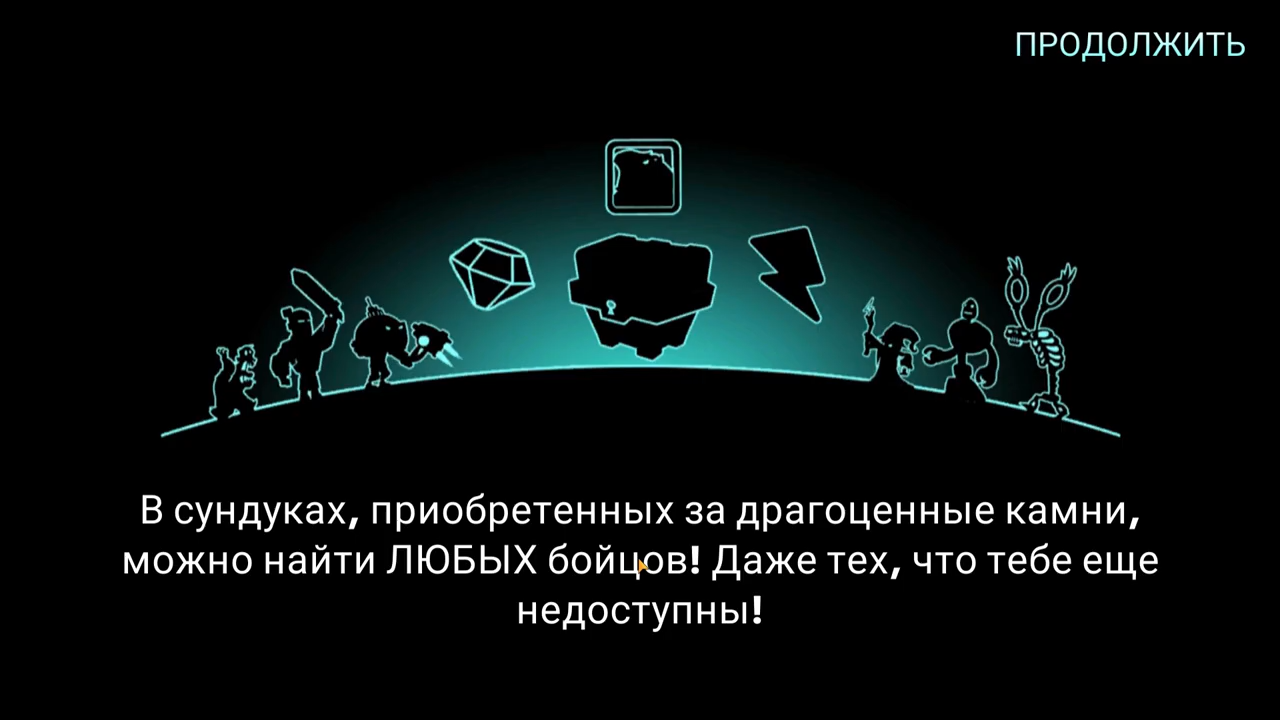 ПРОДОЛЖИТЬ
В сундуках, приобретенных за драгоценные камни,
можно найти ЛЮБЫХ бойцов! Даже тех, что тебе еще
недоступны!